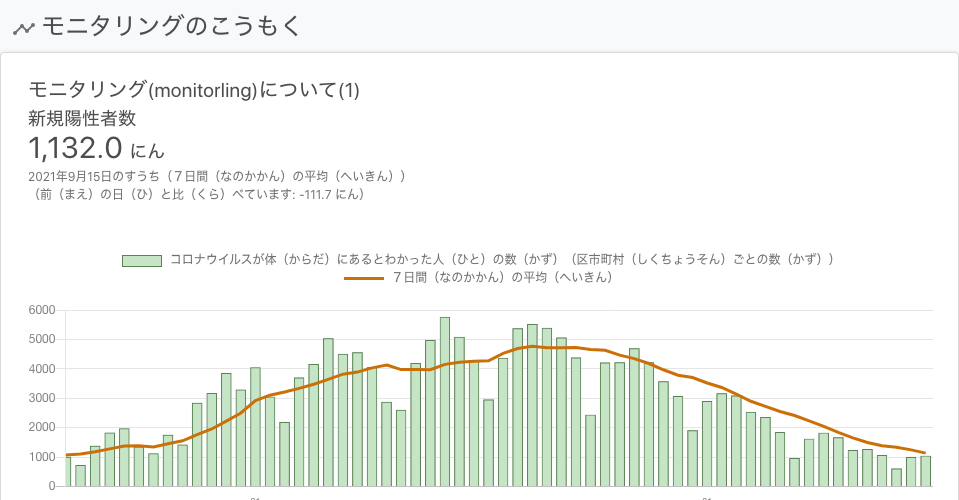 モニタリングのこうもく
モニタリング(monitorling)について(1)
新規陽性者数
1,132.0 にん
2021年9月15日のすうち（７日間（なのかかん）の平均（へいきん））
（前（まえ）の日（ひ）と比（くら）べています: -111.7 にん）
コロナウイルスが体（からだ）にあるとわかった人（ひと）の数（かず）（区市町村（しくちょうそん）ごとの数（かず））
７日間（なのかかん）の平均（へいきん）
6000
5000
4000
3000
2000
1000
0